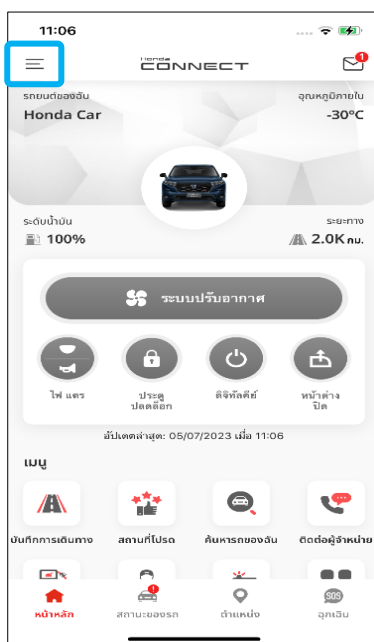 11:06
Honda
CONNECT
1
รถยนต์ของฉัน
อุณหภูมิภายใน
Honda Car
-30°C
ระดับน้ำมัน
ระยะทาง
100%
2.0K กม.
ระบบปรับอากาศ
ไฟ แตร
ประตู
ปลดล็อก
ดิจิทัลคีย์
หน้าต่าง
ปิด
อัปเดตล่าสุด: 05/07/2023 เมื่อ 11:06
เมนู
บันทึกการเดินทาง
สถานที่โปรด
ค้นหารถของฉัน
ติดต่อผู้จำหน่าย
SOS
หน้าหลัก
สถานะของรถ
ตำแหน่ง
ฉุกเฉิน